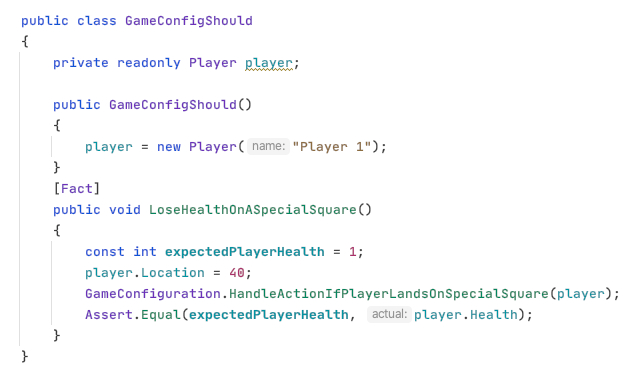 public class GameConfigShould
{
    private readonly Player player;

    public GameConfigShould()
    {
        player = new Player( name: "Player 1");
    }
    [Fact]
    public void LoseHealthOnASpecialSquare()
    {
        const int expectedPlayerHealth = 1;
        player.Location = 40;
        GameConfiguration.HandleActionIfPlayerLandsOnSpecialSquare(player);
        Assert.Equal(expectedPlayerHealth, actual: player.Health);
    }
}